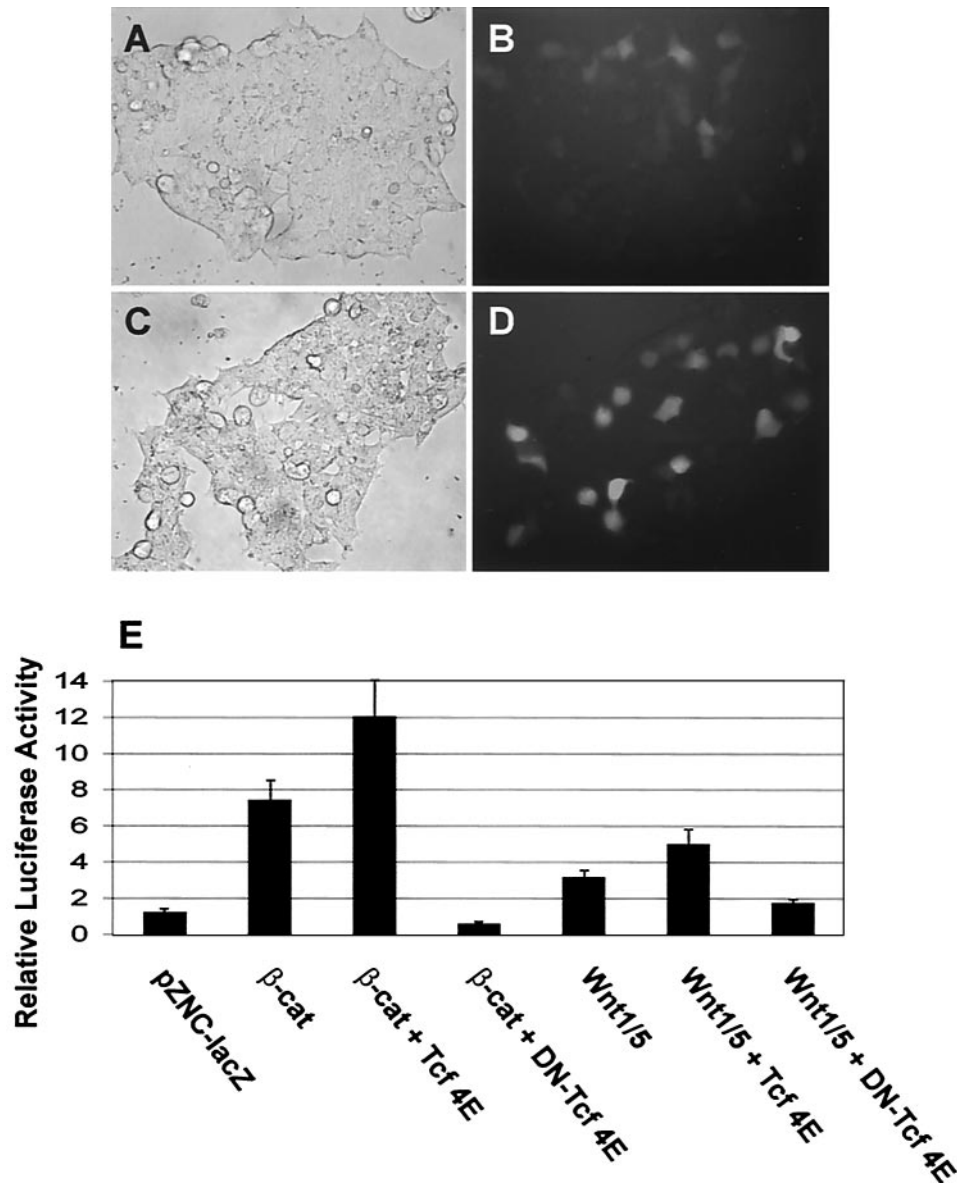 A
B
C
D
E
Relative Luciferase Activity
14
12
10
8
6
4
2
0
pZNC-lacZ
β-cat
β-cat + Tcf 4E
β-cat + DN-Tcf 4E
Wnt1/5
Wnt1/5 + Tcf 4E
Wnt1/5 + DN-Tcf 4E